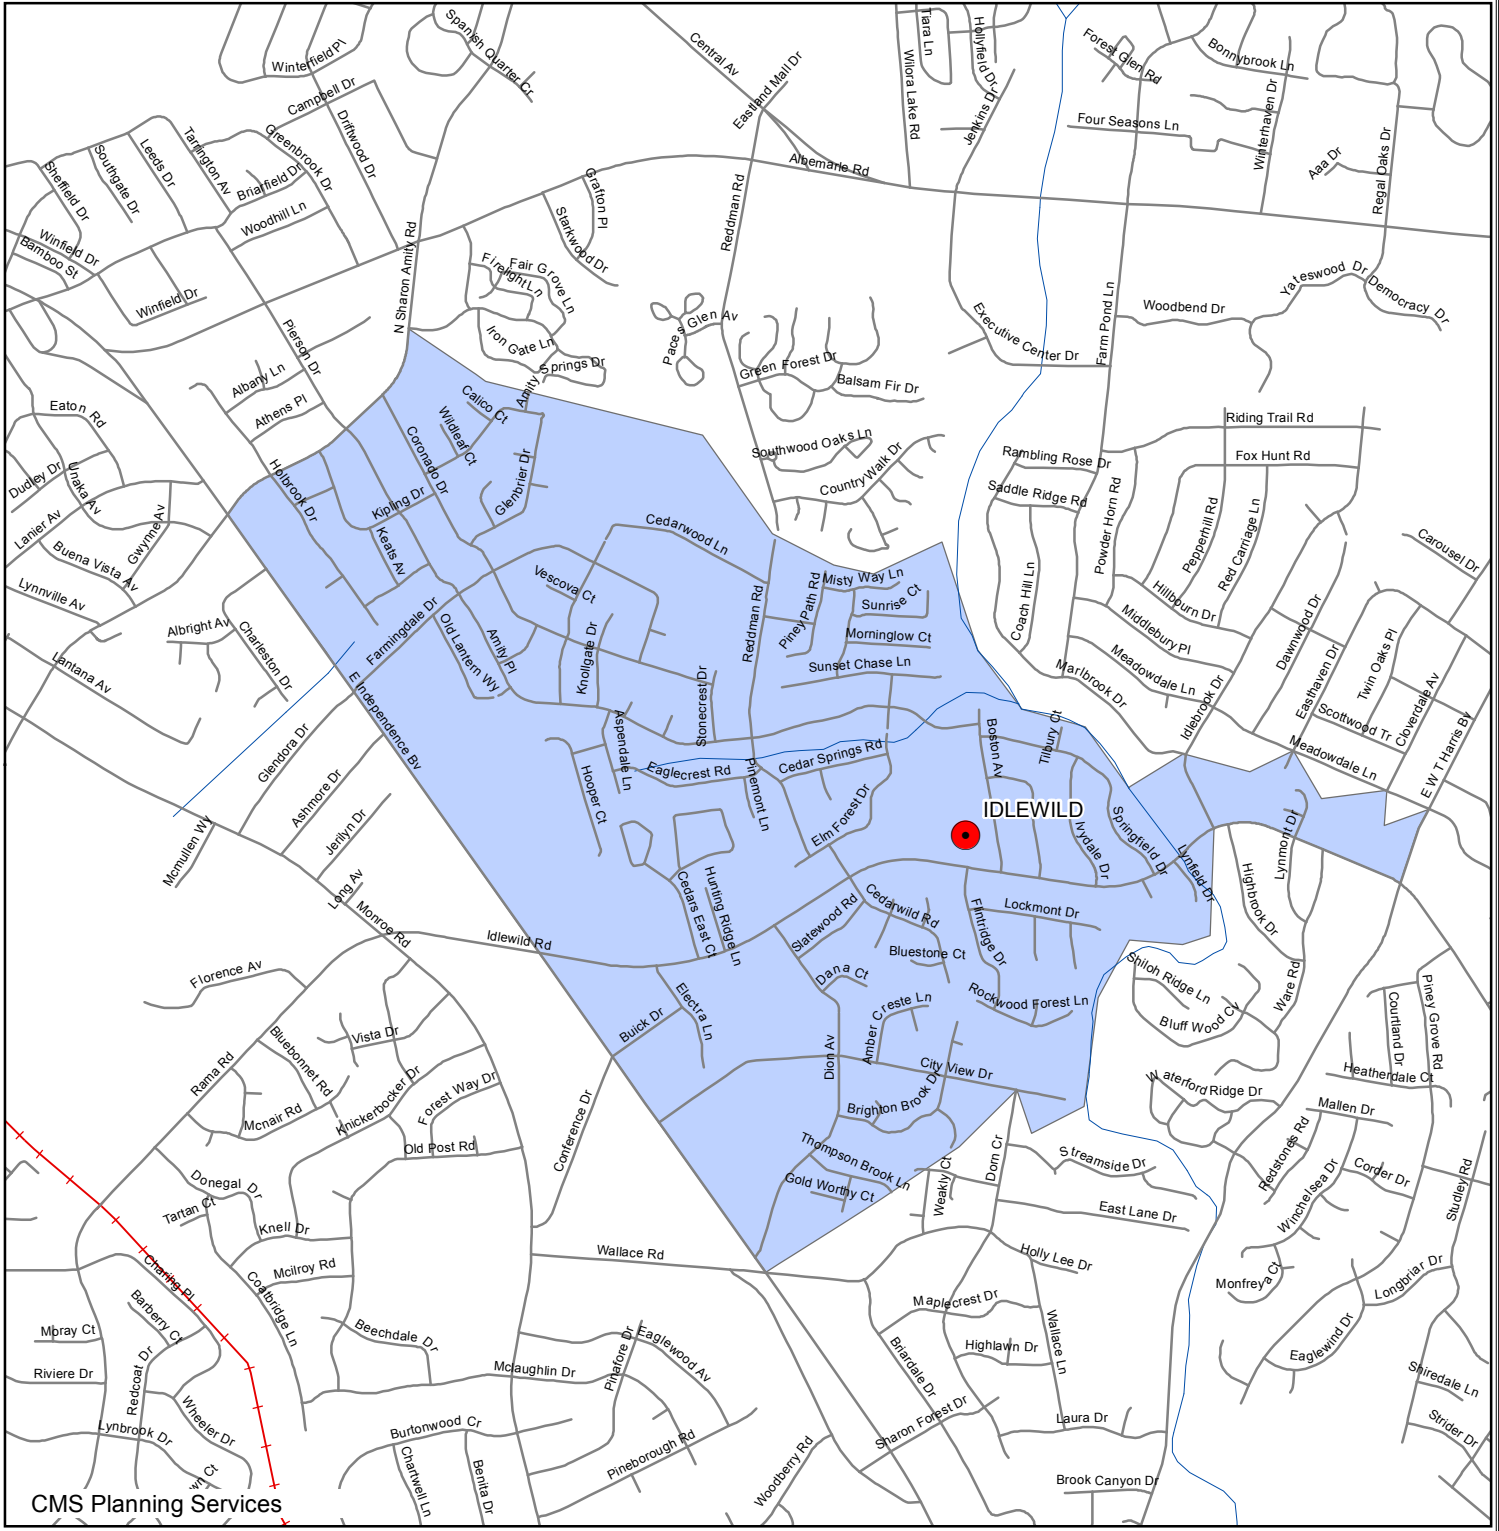 Spanish Quarter Cr
Winterfield Pl
Central Av
Eastland Mall Dr
Tiara Ln
Hollyfield Dr
Wilora Lake Rd
Jenkins Dr
Forest Glen Rd
Bonnybrook Ln
Four Seasons Ln
Winterhaven Dr
Aaa Dr
Regal Oaks Dr
Campbell Dr
Driftwood Dr
Greenbrook Dr
Tarrington Av
Leeds Dr
Southgate Dr
Sheffield Dr
Briarfield Dr
Woodhill Ln
Winfield Dr
Bamboo St
Winfield Dr
N Sharon Amity Rd
Grafton Pl
Starkwood Dr
Albemarle Rd
Reddman Rd
Firelight Ln
Fair Grove Ln
Iron Gate Ln
Amity Springs Dr
Paces Glen Av
Green Forest Dr
Balsam Fir Dr
Executive Center Dr
Farm Pond Ln
Woodbend Dr
Yateswood Dr
Democracy Dr
Pierson Dr
Albany Ln
Athens Pl
Eaton Rd
Dudley Dr
Unaka Av
Lanier Av
Gwynne Av
Buena Vista Av
Lynnville Av
Holbrook Dr
Coronado Dr
Calico Ct
Wildleaf Ct
Kipling Dr
Keats Av
Glenbrier Dr
Southwood Oaks Ln
Country Walk Dr
Riding Trail Rd
Rambling Rose Dr
Fox Hunt Rd
Saddle Ridge Rd
Powder Horn Rd
Pepperhill Rd
Red Carriage Ln
Carousel Dr
Cedarwood Ln
Vescova Ct
Misty Way Ln
Sunrise Ct
Piney Path Rd
Morninglow Ct
Sunset Chase Ln
Reddman Rd
Coach Hill Ln
Hillbourn Dr
Middlebury Pl
Meadowdale Ln
Marlbrook Dr
Idlebrook Dr
Dawnwood Dr
Easthaven Dr
Twin Oaks Pl
Scottwood Tr
Cloverdale Av
Meadowdale Ln
E W T Harris Bv
Albright Av
Charleston Dr
Lantana Av
Farmingdale Dr
Old Lantern Wy
Amity Pl
Knollgate Dr
Stonecrest Dr
E Independence Bv
Glendora Dr
Ashmore Dr
Jerilyn Dr
Mcmullen Wy
Long Av
Aspendale Ln
Hooper Ct
Eaglecrest Rd
Pinemont Ln
Cedar Springs Rd
Elm Forest Dr
Boston Av
Tilbury Ct
IDLEWILD
Ivydale Dr
Springfield Dr
Lynfield Dr
Lynmont Dr
Highbrook Dr
Ware Rd
Monroe Rd
Idlewild Rd
Cedars East Ct
Hunting Ridge Ln
Slatewood Rd
Cedarwild Rd
Bluestone Ct
Flintridge Dr
Lockmont Dr
Dana Ct
Amber Creste Ln
Rockwood Forest Ln
Shiloh Ridge Ln
Bluff Wood Cv
Florence Av
Electra Ln
Buick Dr
Dion Av
City View Dr
Brighton Brook Dr
Waterford Ridge Dr
Courtland Dr
Piney Grove Rd
Heatherdale Ct
Mallen Dr
Rama Rd
Bluebonnet Rd
Vista Dr
Mcnair Rd
Knickerbocker Dr
Forest Way Dr
Old Post Rd
Conference Dr
Thompson Brook Ln
Gold Worthy Ct
Weakly Ct
Dorn Cr
Streamside Dr
East Lane Dr
Redstones Rd
Winchelsea Dr
Corder Dr
Studley Rd
Donegal Dr
Tartan Ct
Knell Dr
Mcilroy Rd
Wallace Rd
Holly Lee Dr
Monfreya Ct
Longbriar Dr
Charing Pl
Coatbridge Ln
Barberry Ct
Moray Ct
Riviere Dr
Redcoat Dr
Wheeler Dr
Lynbrook Dr
Beechdale Dr
Mclaughlin Dr
Pinafore Dr
Eaglewood Av
Maplecrest Dr
Highlawn Dr
Wallace Ln
Briardale Dr
Eaglewind Dr
Shiredale Ln
Strider Dr
Burtonwood Cr
Chartwell Ln
Benita Dr
Pineborough Rd
Woodberry Rd
Sharon Forest Dr
Laura Dr
Brook Canyon Dr
wn Ct
CMS Planning Services